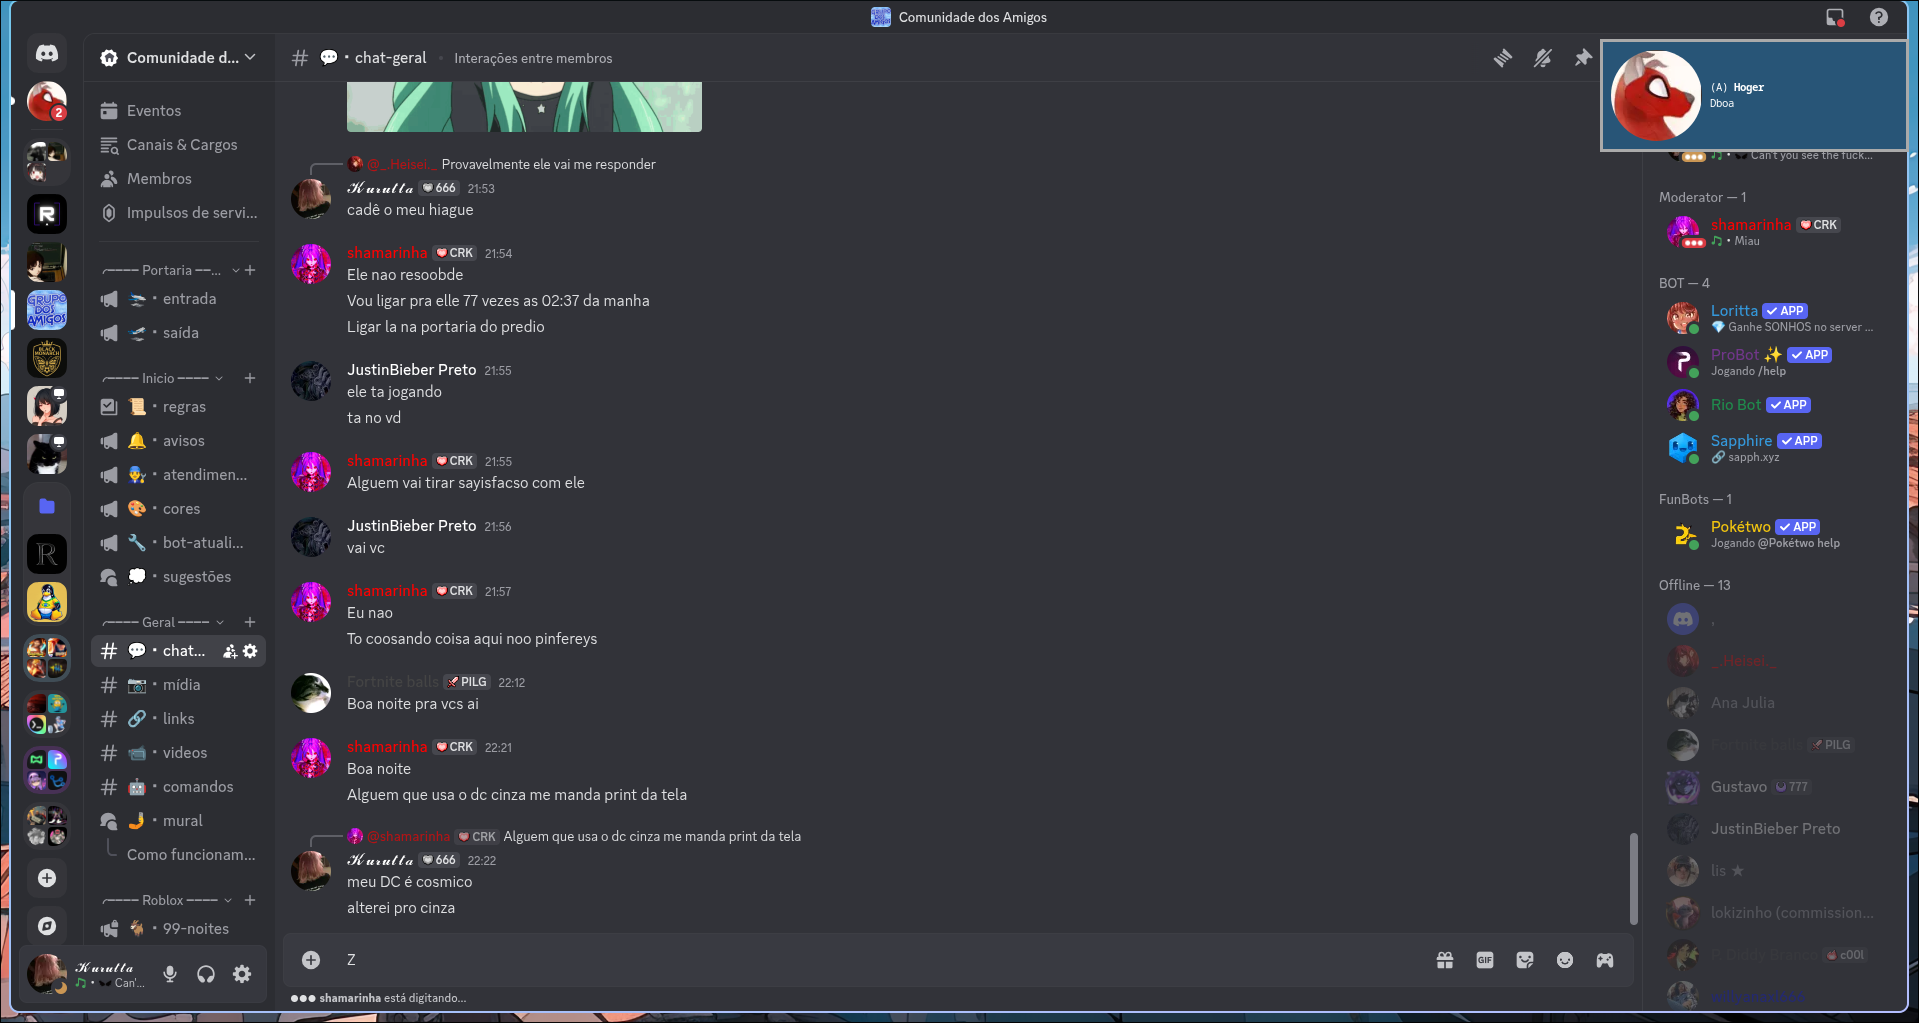 Comunidade dos Amigos
Comunidade d...
Eventos
Canais & Cargos
Membros
Impulsos de servi...
Portaria
entrada
saída
Inicio
regras
avisos
atendimen...
cores
bot-atuali...
sugestões
Geral
chat...
mídia
links
videos
comandos
mural
Como funcionam...
Roblox
99-noites
2
GRUPO DOS AMIGOS
BLACK MONARCH
𝓚𝓾𝓻𝓾𝓽𝓽𝓪
Can'...
chat-geral
Interações entre membros
@_.Heisei._ Provavelmente ele vai me responder
𝓚𝓾𝓻𝓾𝓽𝓽𝓪 666 21:53
cadê o meu hiague
shamarinha CRK 21:54
Ele nao resoobde
Vou ligar pra elle 77 vezes as 02:37 da manha
Ligar la na portaria do predio
JustinBieber Preto 21:55
ele ta jogando
ta no vd
shamarinha CRK 21:55
Alguem vai tirar sayisfacso com ele
JustinBieber Preto 21:56
vai vc
shamarinha CRK 21:57
Eu nao
To coosando coisa aqui noo pinfereys
Fortnite balls PILG 22:12
Boa noite pra vcs ai
shamarinha CRK 22:21
Boa noite
Alguem que usa o dc cinza me manda print da tela
@shamarinha CRK Alguem que usa o dc cinza me manda print da tela
𝓚𝓾𝓻𝓾𝓽𝓽𝓪 666 22:22
meu DC é cosmico
alterei pro cinza
Z
GIF
shamarinha está digitando...
(A) Hoger
Dboa
Can't you see the fuck...
Moderator — 1
shamarinha CRK
Miau
BOT — 4
Loritta APP
Ganhe SONHOS no server ...
ProBot ✨ APP
Jogando /help
Rio Bot APP
Sapphire APP
sapph.xyz
FunBots — 1
Pokétwo APP
Jogando @Pokétwo help
Offline — 13
,
_.Heisei._
Ana Julia
Fortnite balls PILG
Gustavo 777
JustinBieber Preto
lis ★
lokizinho (commission...
c00l